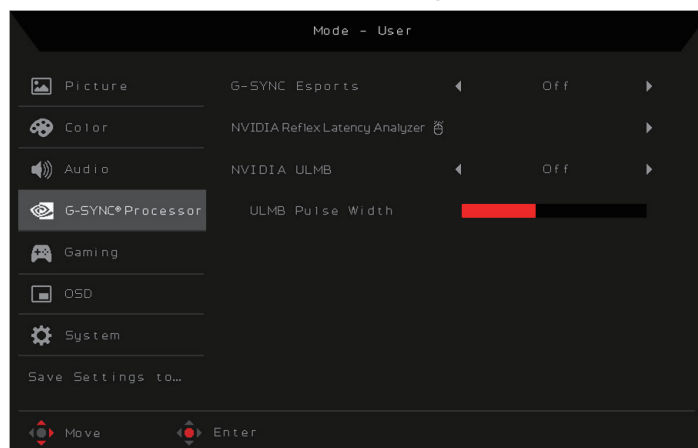 Mode - User
Picture
G-SYNC Esports Off
Color
NVIDIA Reflex Latency Analyzer
Audio
NVIDIA ULMB Off
G-SYNC® Processor
ULMB Pulse Width
Gaming
OSD
System
Save Settings to…
Move Enter